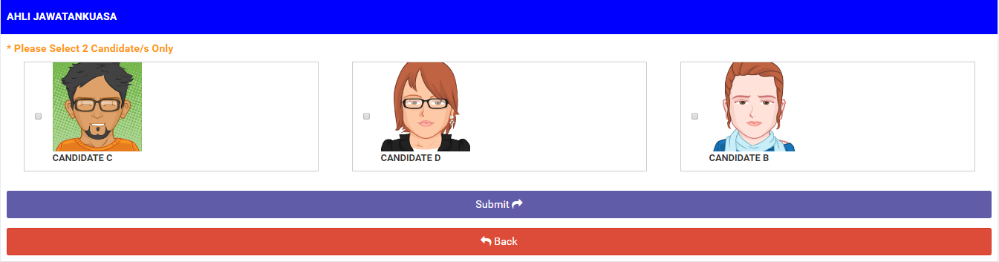 AHLI JAWATANKUASA
* Please Select 2 Candidate/s Only
CANDIDATE C
CANDIDATE D
CANDIDATE B
Submit
Back